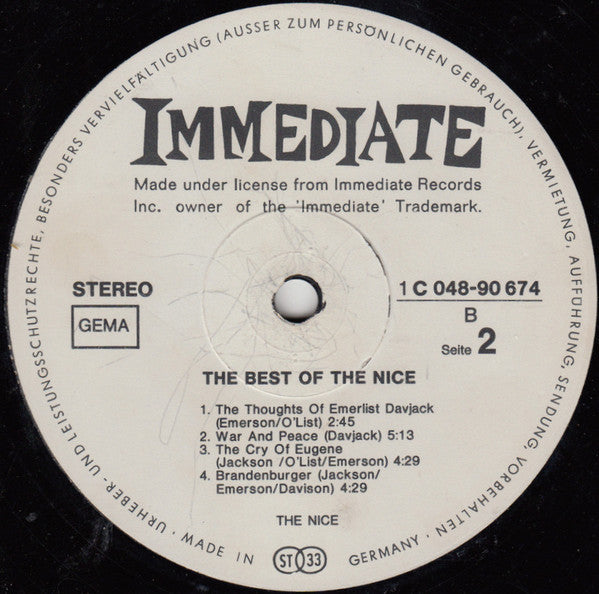 URHEBER- UND LEISTUNGSSCHUTZRECHTE, BESONDERS VERVIELFÄLTIGUNG (AUSSER ZUM PERSÖNLICHEN GEBRAUCH), VERMIETUNG, AUFFÜHRUNG, SENDUNG, VORBEHALTEN ·
IMMEDIATE
Made under license from Immediate Records
Inc. owner of the 'Immediate' Trademark.
STEREO
GEMA
1 C 048-90 674
B
Seite 2
THE BEST OF THE NICE
1. The Thoughts Of Emerlist Davjack
(Emerson/O'List) 2:45
2. War And Peace (Davjack) 5:13
3. The Cry Of Eugene
(Jackson /O'List/Emerson) 4:29
4. Brandenburger (Jackson/
Emerson/Davison) 4:29
THE NICE
· MADE IN ST 33 GERMANY ·